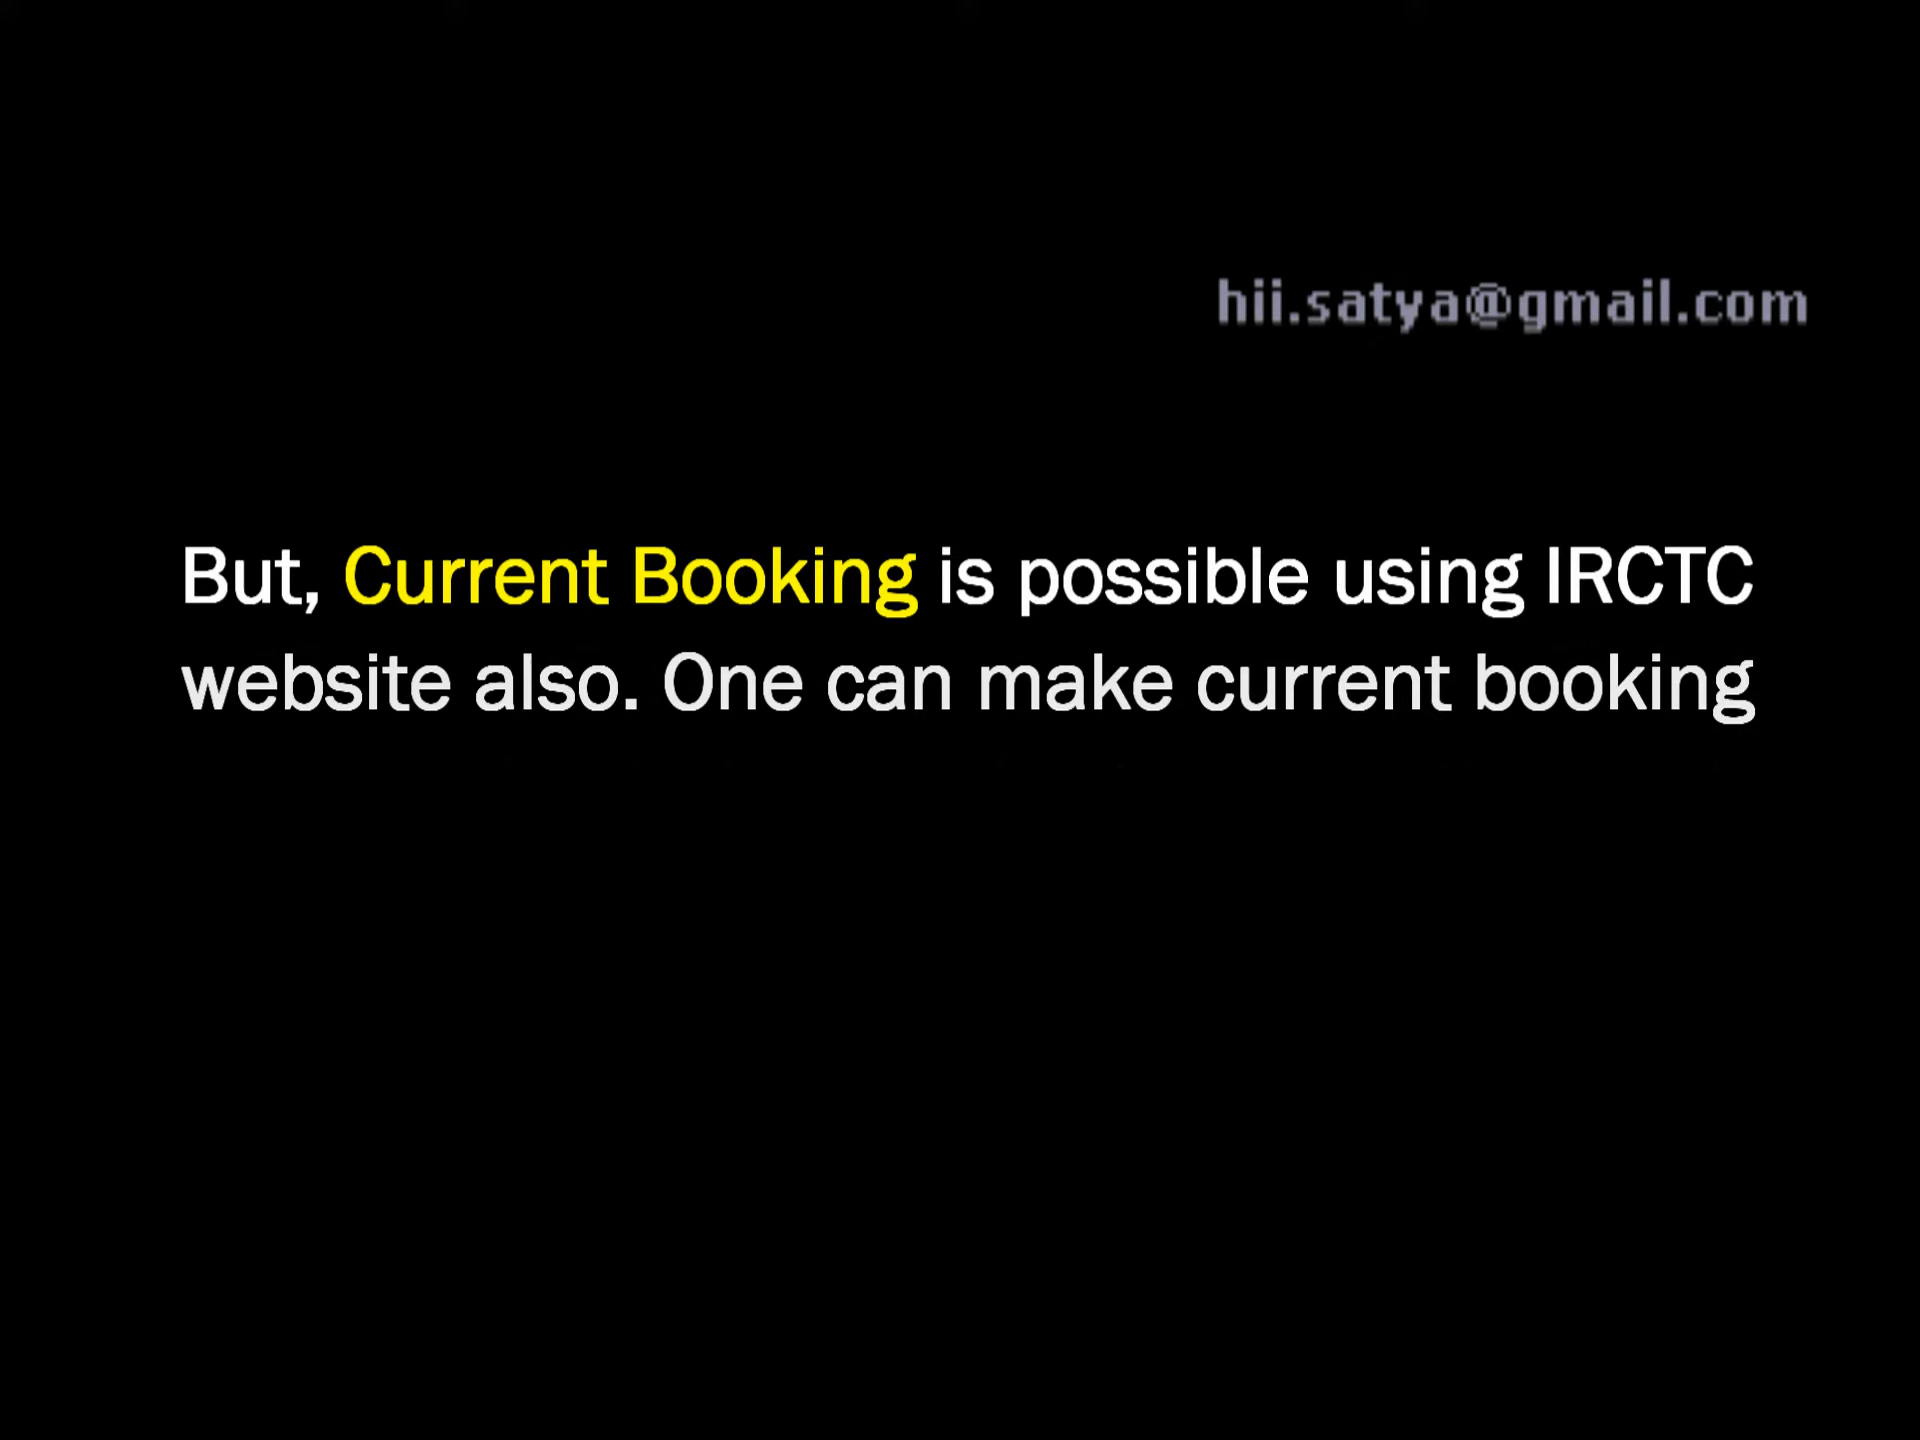 hii.satya@gmail.com
But, Current Booking is possible using IRCTC
website also. One can make current booking